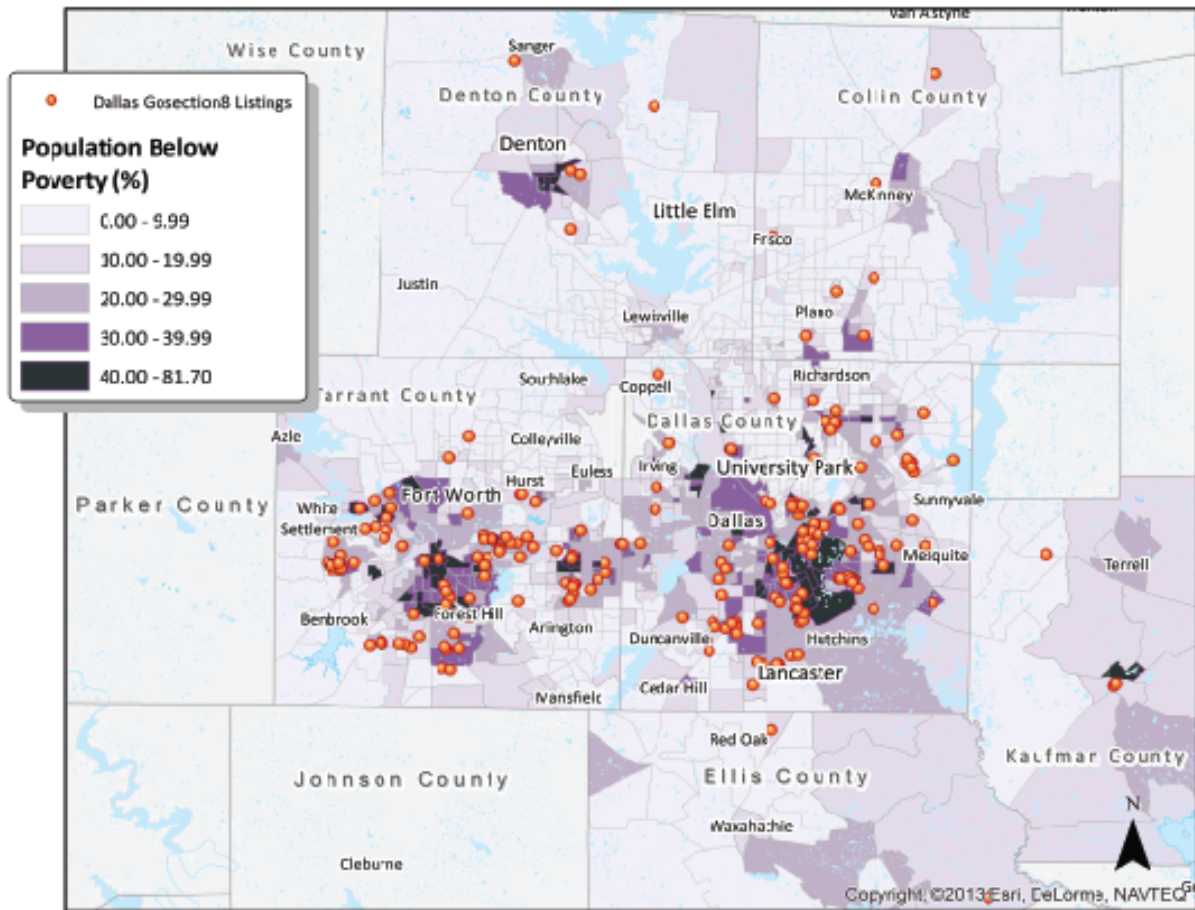 Van Alstyne
Wise County
Sanger
Denton County
Collin County
Dallas Gosection8 Listings
Population Below
Poverty (%)
0.00 - 9.99
10.00 - 19.99
20.00 - 29.99
30.00 - 39.99
40.00 - 81.70
Denton
McKinney
Little Elm
Frisco
Justin
Lewisville
Plano
Southlake
Coppell
Richardson
Tarrant County
Dallas County
Azle
Colleyville
Irving
University Park
Euless
Hurst
Fort Worth
Parker County
White
Settlement
Sunnyvale
Dallas
Mesquite
Terrell
Benbrook
Forest Hill
Arlington
Duncanville
Hutchins
Lancaster
Cedar Hill
Mansfield
Red Oak
Kaufman County
Johnson County
Ellis County
N
Waxahachie
Cleburne
Copyright: ©2013 Esri, DeLorme, NAVTEQ